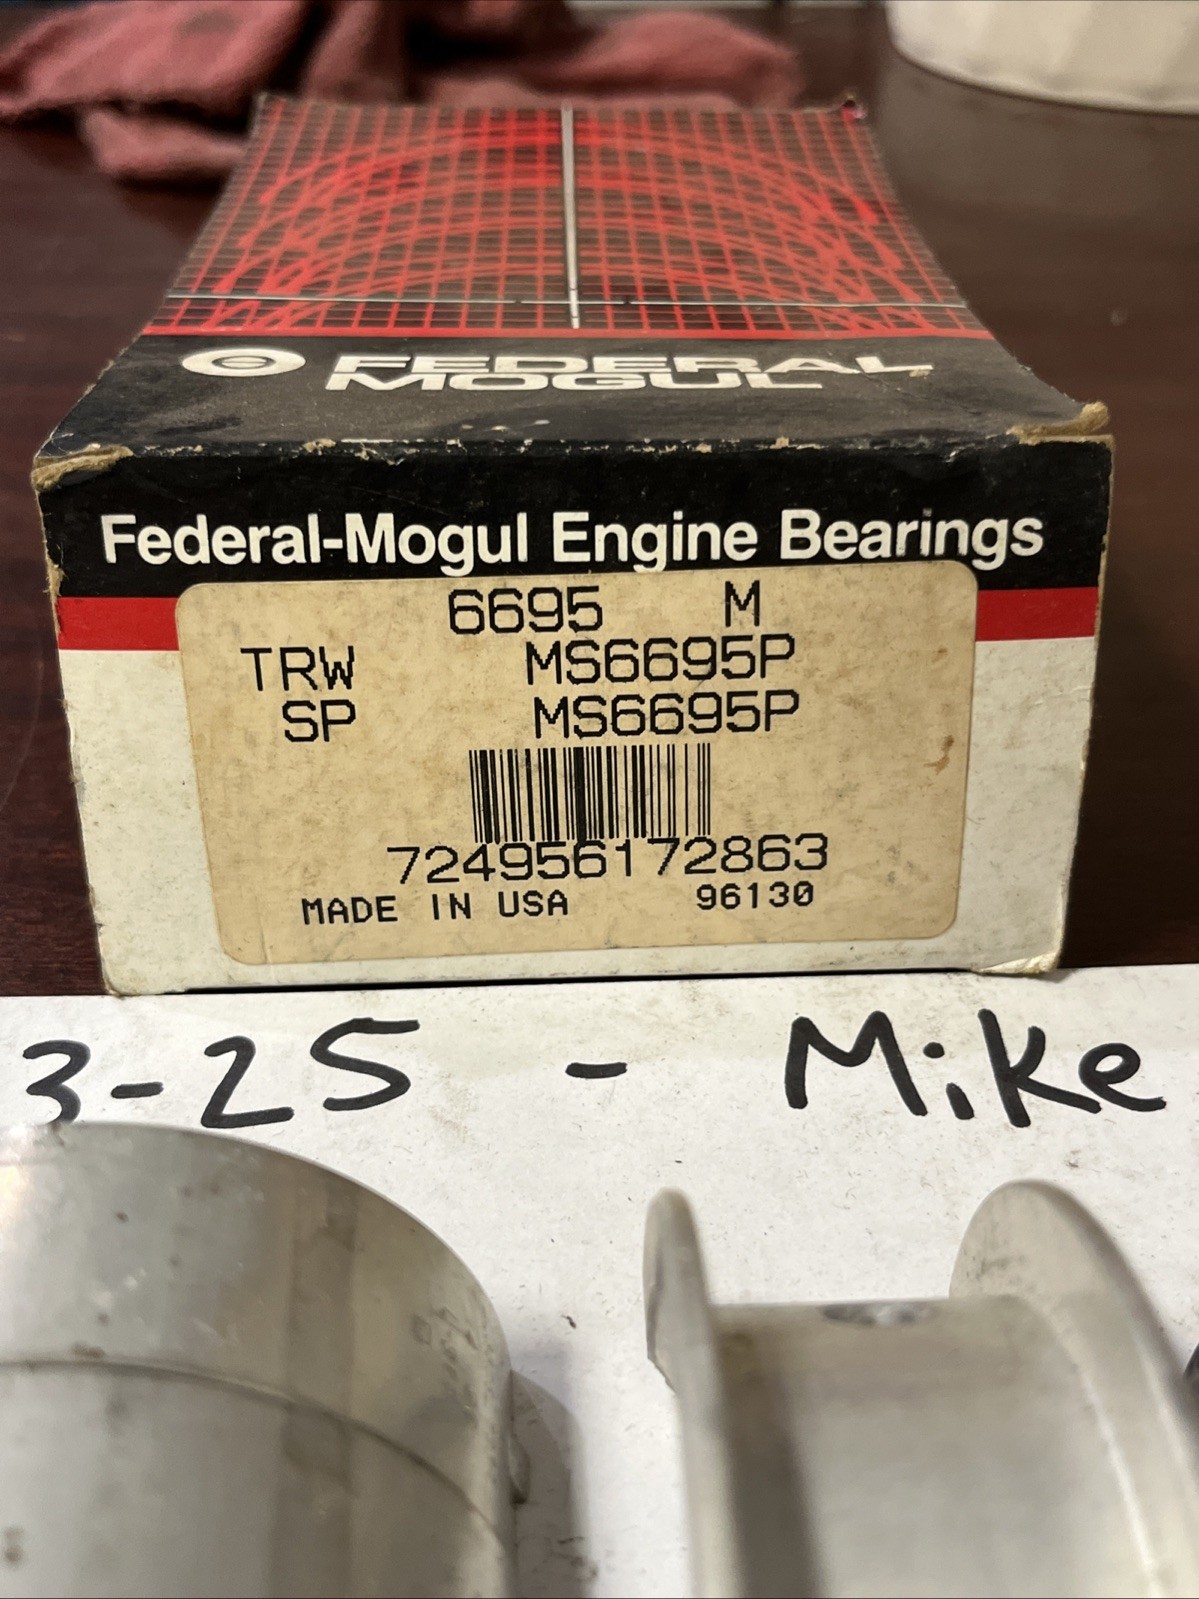 FEDERAL
MOGUL
Federal-Mogul Engine Bearings
6695 M
TRW MS6695P
SP MS6695P
724956172863
MADE IN USA 96130
3-25 - Mike